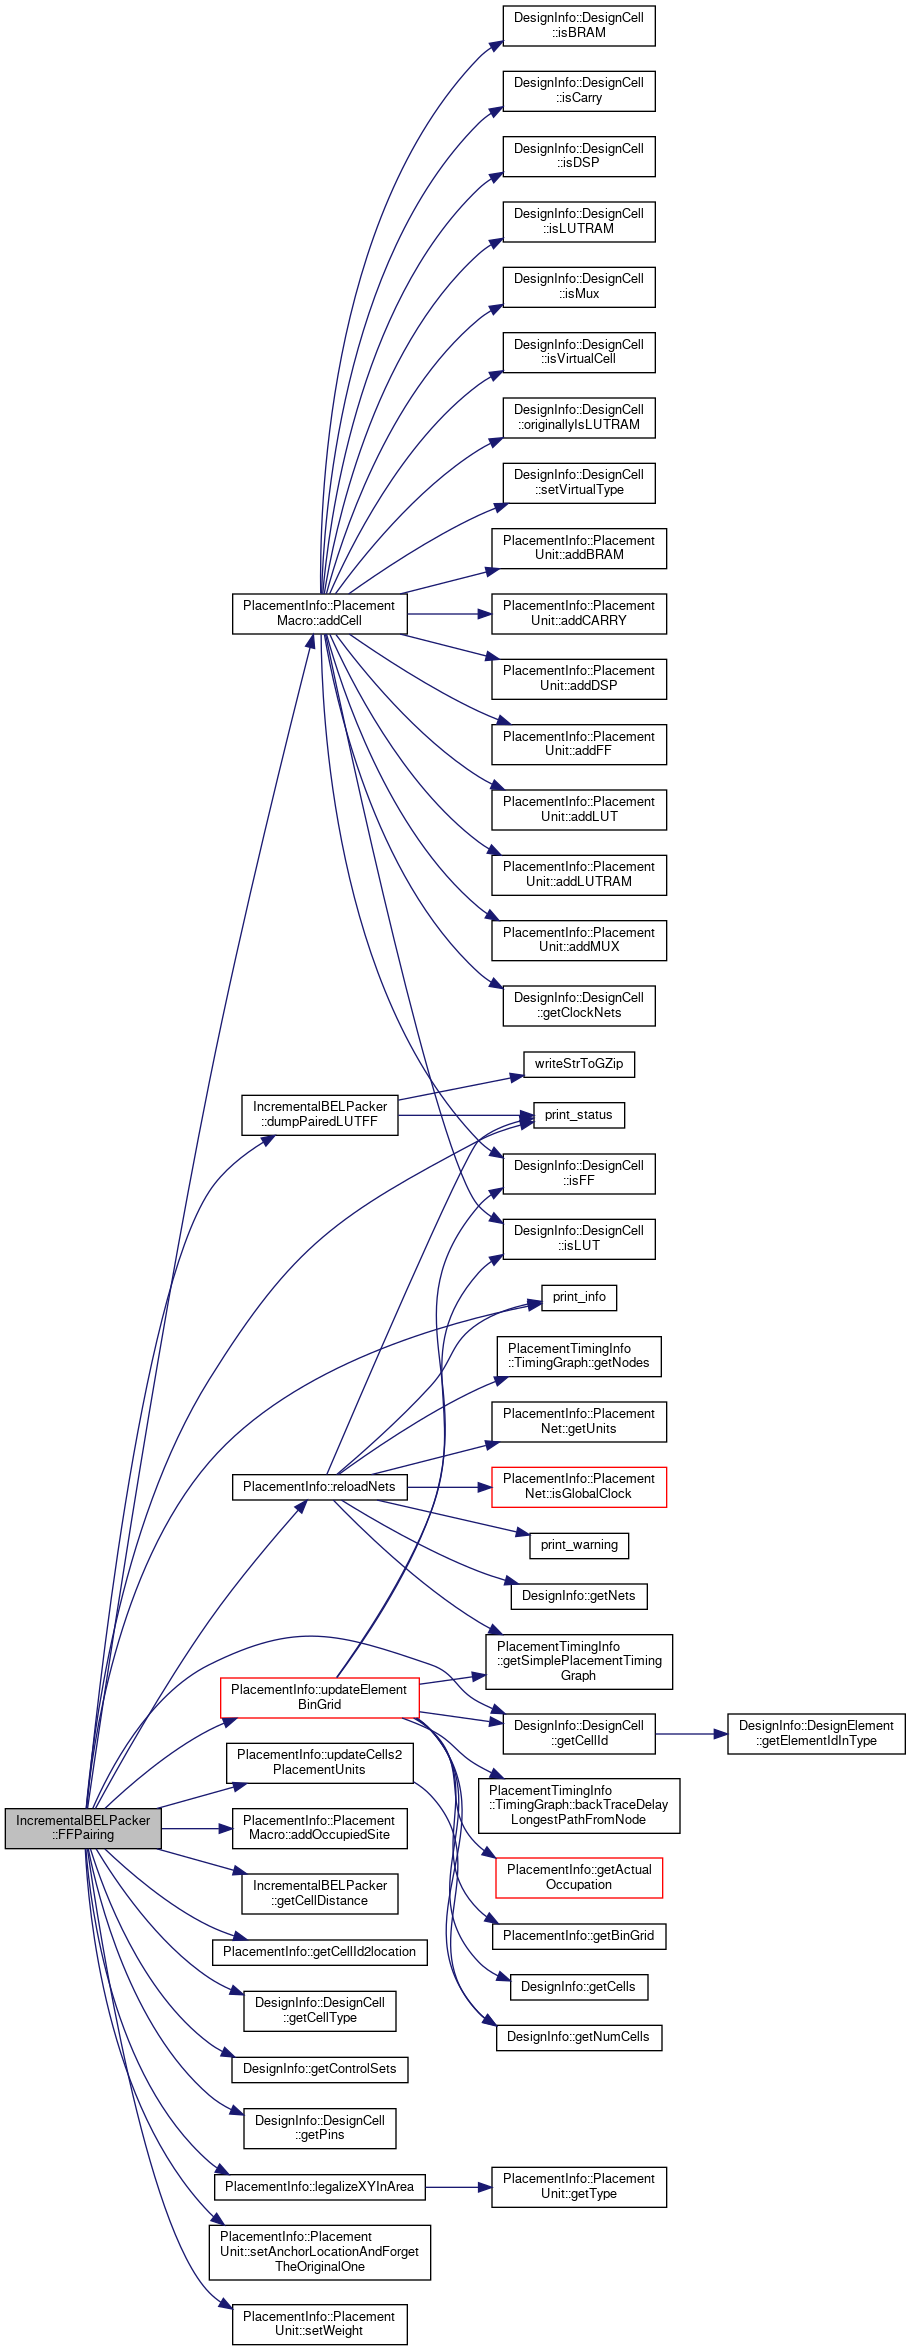 DesignInfo::DesignCell
::isBRAM
DesignInfo::DesignCell
::isCarry
DesignInfo::DesignCell
::isDSP
DesignInfo::DesignCell
::isLUTRAM
DesignInfo::DesignCell
::isMux
DesignInfo::DesignCell
::isVirtualCell
DesignInfo::DesignCell
::originallyIsLUTRAM
DesignInfo::DesignCell
::setVirtualType
PlacementInfo::Placement
Unit::addBRAM
PlacementInfo::Placement
Macro::addCell
PlacementInfo::Placement
Unit::addCARRY
PlacementInfo::Placement
Unit::addDSP
PlacementInfo::Placement
Unit::addFF
PlacementInfo::Placement
Unit::addLUT
PlacementInfo::Placement
Unit::addLUTRAM
PlacementInfo::Placement
Unit::addMUX
DesignInfo::DesignCell
::getClockNets
writeStrToGZip
IncrementalBELPacker
::dumpPairedLUTFF
print_status
DesignInfo::DesignCell
::isFF
DesignInfo::DesignCell
::isLUT
print_info
PlacementTimingInfo
::TimingGraph::getNodes
PlacementInfo::Placement
Net::getUnits
PlacementInfo::reloadNets
PlacementInfo::Placement
Net::isGlobalClock
print_warning
DesignInfo::getNets
PlacementTimingInfo
::getSimplePlacementTiming
Graph
PlacementInfo::updateElement
BinGrid
DesignInfo::DesignCell
::getCellId
DesignInfo::DesignElement
::getElementIdInType
PlacementInfo::updateCells2
PlacementUnits
PlacementTimingInfo
::TimingGraph::backTraceDelay
LongestPathFromNode
IncrementalBELPacker
::FFPairing
PlacementInfo::Placement
Macro::addOccupiedSite
PlacementInfo::getActual
Occupation
IncrementalBELPacker
::getCellDistance
PlacementInfo::getBinGrid
PlacementInfo::getCellId2location
DesignInfo::getCells
DesignInfo::DesignCell
::getCellType
DesignInfo::getNumCells
DesignInfo::getControlSets
DesignInfo::DesignCell
::getPins
PlacementInfo::legalizeXYInArea
PlacementInfo::Placement
Unit::getType
PlacementInfo::Placement
Unit::setAnchorLocationAndForget
TheOriginalOne
PlacementInfo::Placement
Unit::setWeight